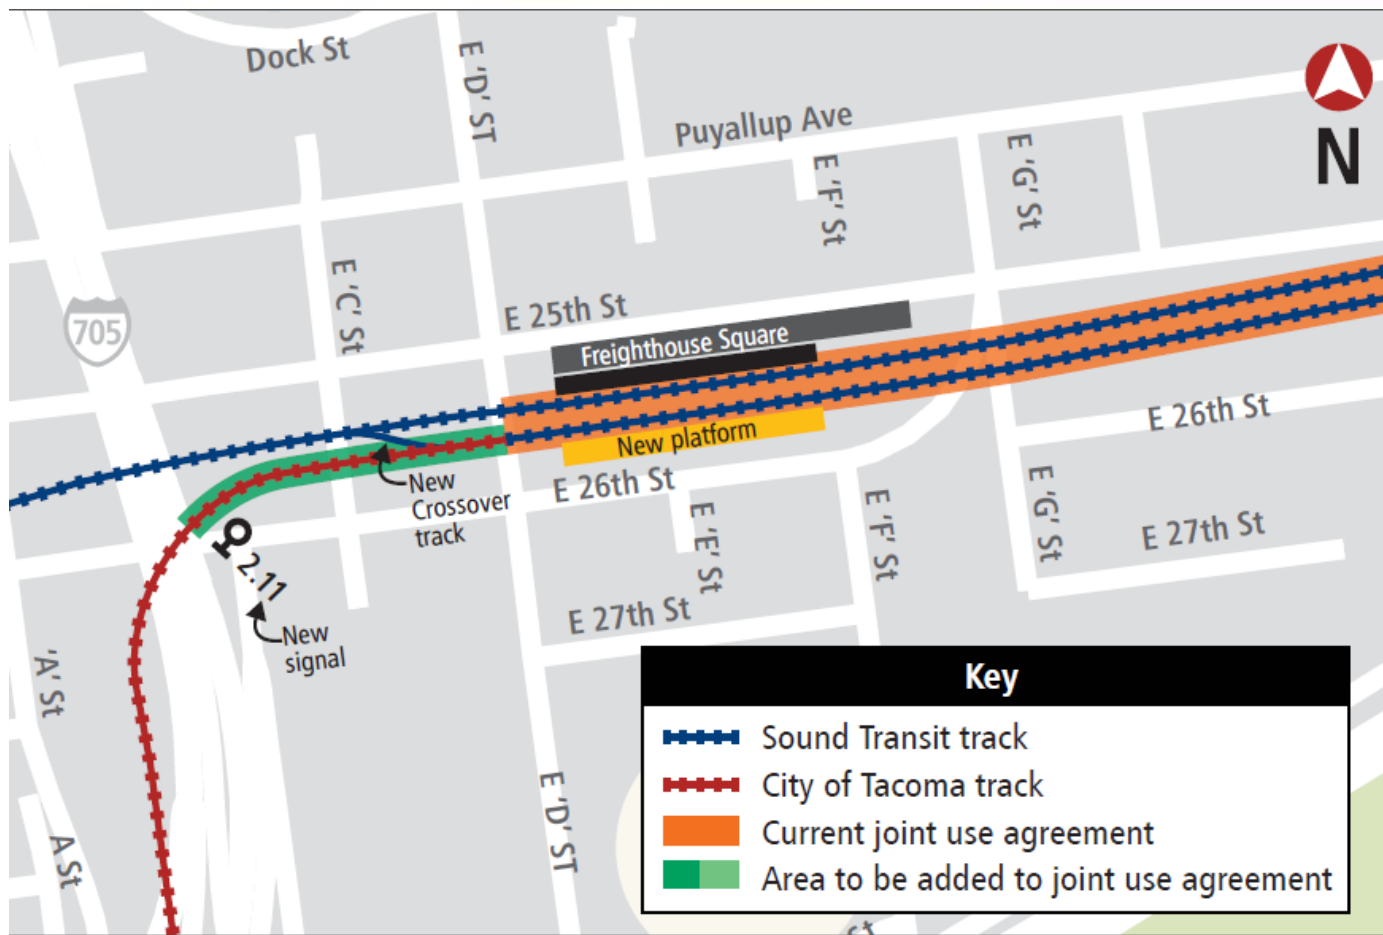 Dock St
E 'D' ST
Puyallup Ave
N
E 'F' St
E 'G' St
E 'C' St
705
E 25th St
Freighthouse Square
New platform
E 26th St
E 26th St
New
Crossover
track
2.11
New
signal
E 'E' St
E 'F' St
E 'G' St
E 27th St
E 27th St
'A' St
A St
E 'D' ST
Key
Sound Transit track
City of Tacoma track
Current joint use agreement
Area to be added to joint use agreement